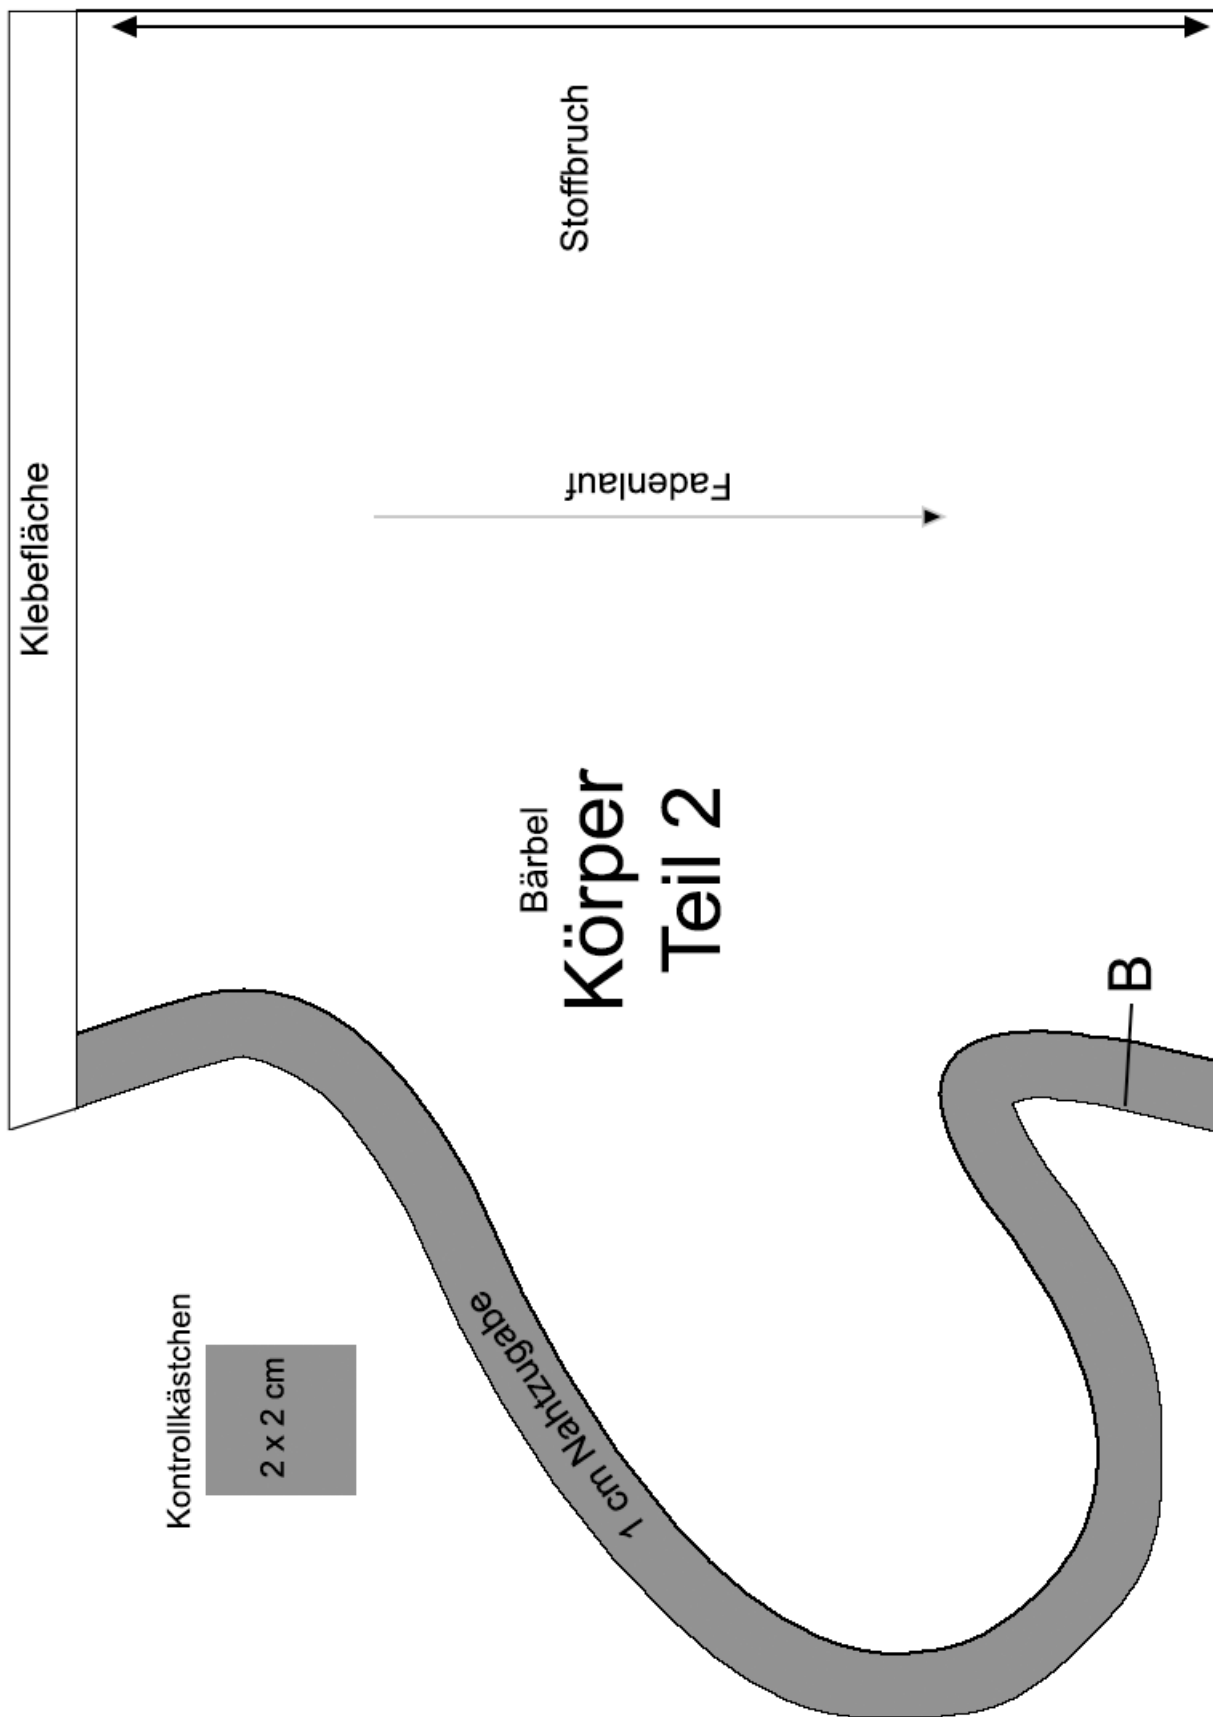 Klebefläche
Stoffbruch
Fadenlauf
Bärbel
Körper
Teil 2
B
1 cm Nahtzugabe
Kontrollkästchen
2 x 2 cm